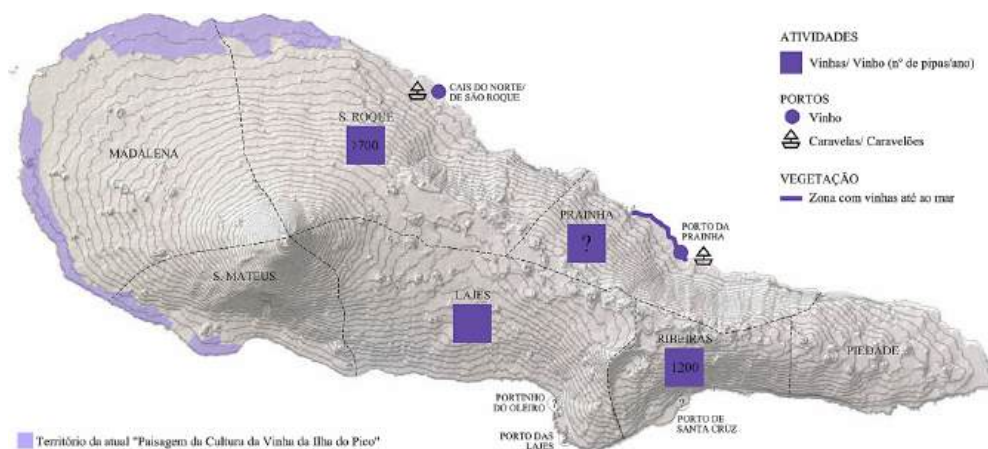 ATIVIDADES
Vinhas/ Vinho (nº de pipas/ano)
PORTOS
Vinho
Caravelas/ Caravelões
VEGETAÇÃO
Zona com vinhas até ao mar
CAIS DO NORTE/
DE SÃO ROQUE
S. ROQUE
?700
MADALENA
PRAINHA
?
PORTO DA
PRAINHA
S. MATEUS
LAJES
RIBEIRAS
1200
PIEDADE
PORTINHO
DO OLEIRO
?
?
PORTO DE
SANTA CRUZ
PORTO DAS
LAJES
Território da atual "Paisagem da Cultura da Vinha da Ilha do Pico"